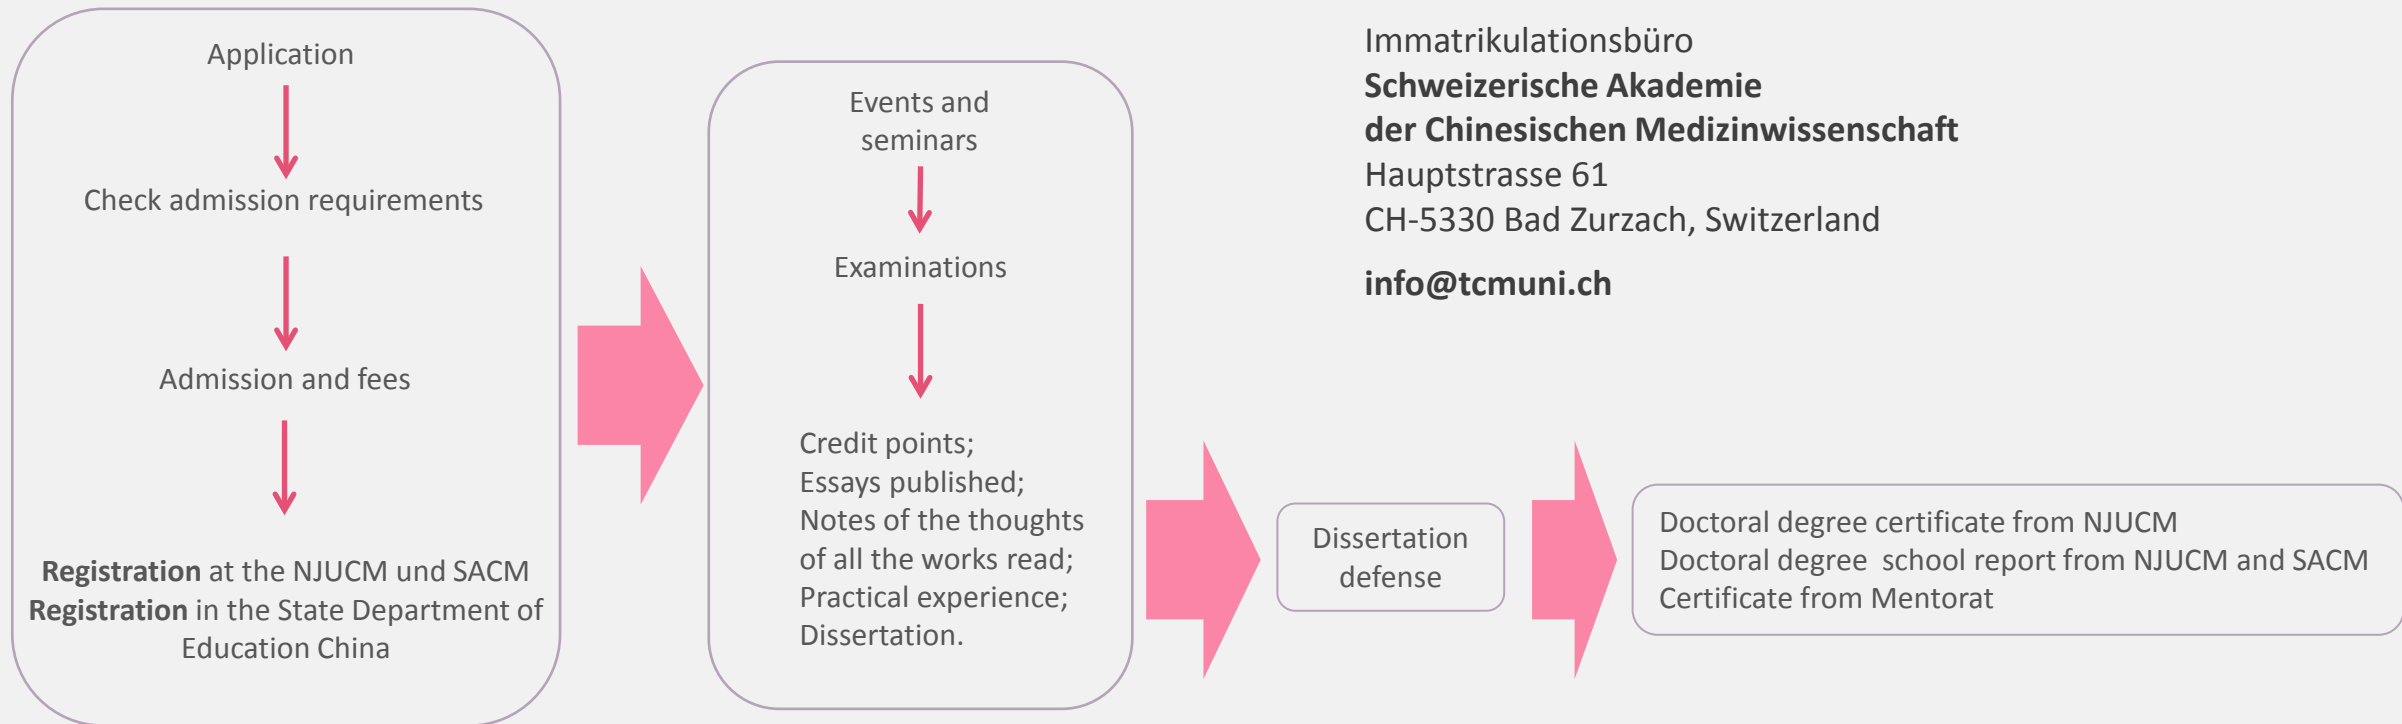 Application
Check admission requirements
Admission and fees
Registration at the NJUCM und SACM
Registration in the State Department of
Education China
Events and
seminars
Examinations
Credit points;
Essays published;
Notes of the thoughts
of all the works read;
Practical experience;
Dissertation.
Immatrikulationsbüro
Schweizerische Akademie
der Chinesischen Medizinwissenschaft
Hauptstrasse 61
CH-5330 Bad Zurzach, Switzerland
info@tcmuni.ch
Dissertation
defense
Doctoral degree certificate from NJUCM
Doctoral degree  school report from NJUCM and SACM
Certificate from Mentorat